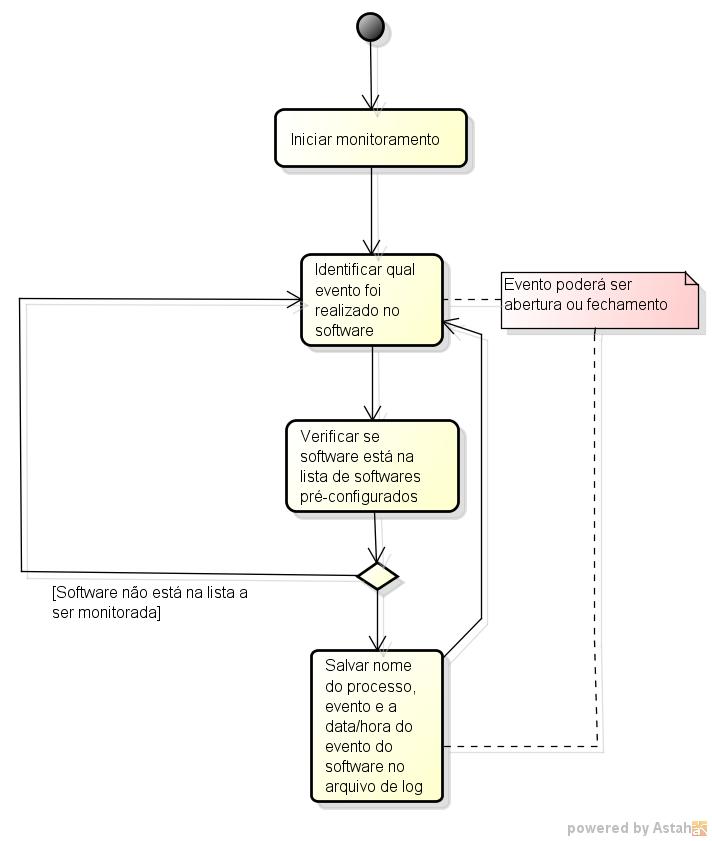 Iniciar monitoramento
Identificar qual
evento foi
realizado no
software
Evento poderá ser
abertura ou fechamento
Verificar se
software está na
lista de softwares
pré-configurados
[Software não está na lista a
ser monitorada]
Salvar nome
do processo,
evento e a
data/hora do
evento do
software no
arquivo de log
powered by Astah